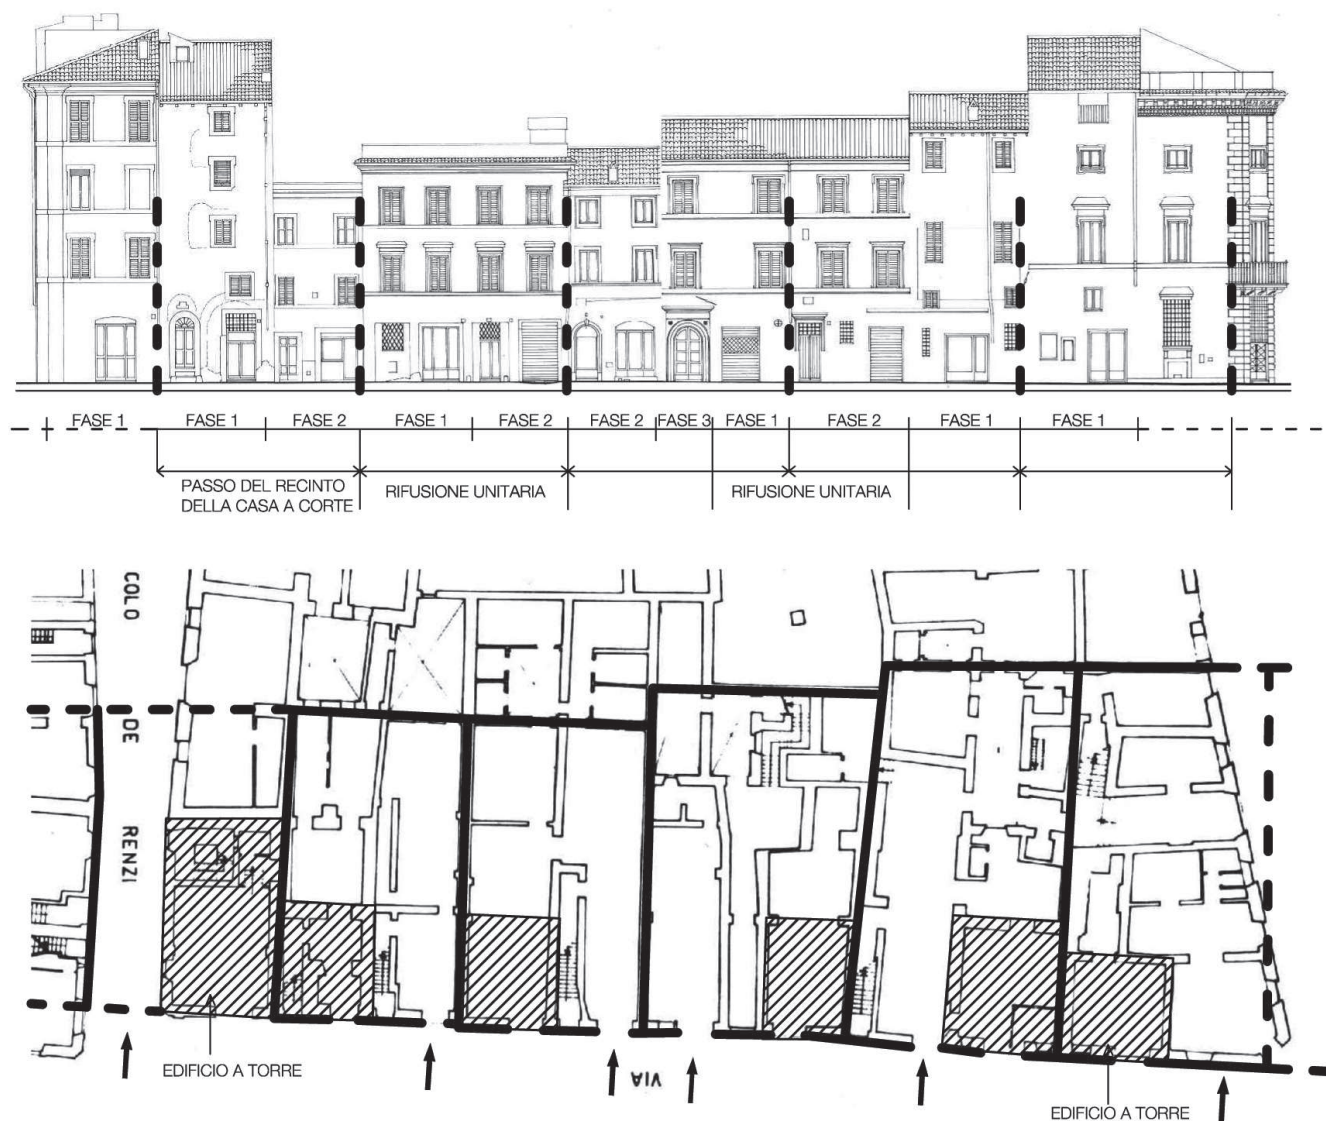 FASE 1 FASE 1 FASE 2 FASE 1 FASE 2 FASE 2 FASE 3 FASE 1 FASE 2 FASE 1 FASE 1
PASSO DEL RECINTO
DELLA CASA A CORTE
RIFUSIONE UNITARIA
RIFUSIONE UNITARIA
COLO
DE
RENZI
EDIFICIO A TORRE
VIA
EDIFICIO A TORRE